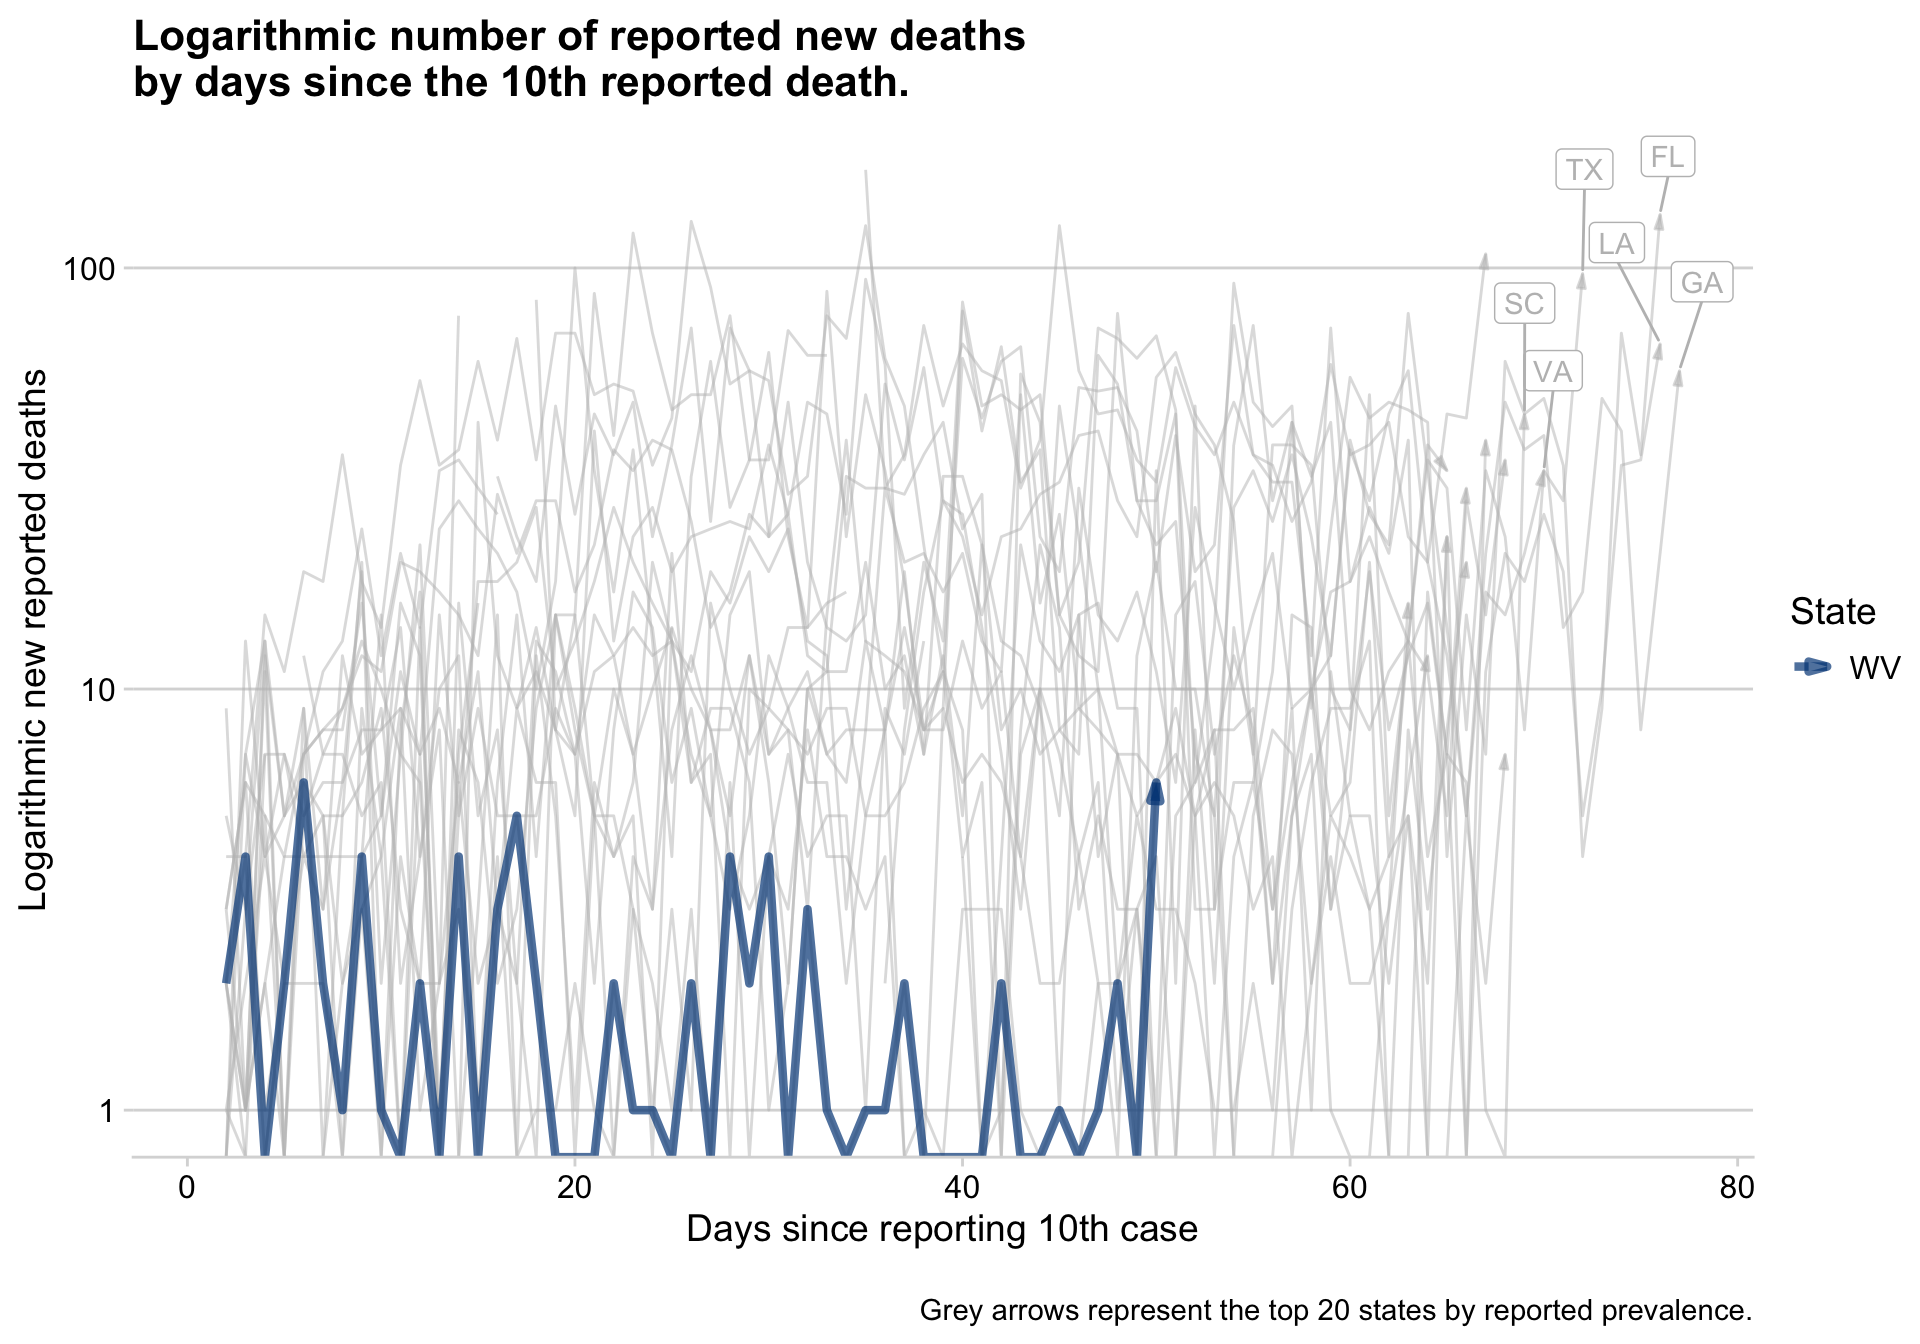 Logarithmic number of reported new deaths
by days since the 10th reported death.
Logarithmic new reported deaths
100
10
1
TX
FL
LA
GA
SC
VA
State
WV
0
20
40
60
80
Days since reporting 10th case
Grey arrows represent the top 20 states by reported prevalence.